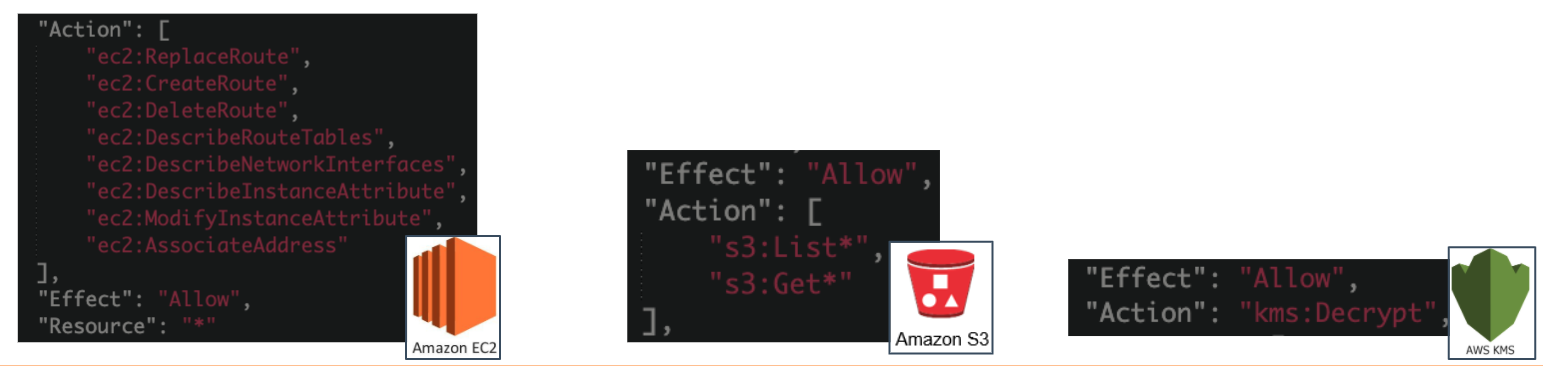 "Action": [
"ec2:ReplaceRoute",
"ec2:CreateRoute",
"ec2:DeleteRoute",
"ec2:DescribeRouteTables",
"ec2:DescribeNetworkInterfaces",
"ec2:DescribeInstanceAttribute",
"ec2:ModifyInstanceAttribute",
"ec2:AssociateAddress"
],
"Effect": "Allow",
"Resource": "*"
Amazon EC2
"Effect": "Allow",
"Action": [
"s3:List*",
"s3:Get*"
],
Amazon S3
"Effect": "Allow",
"Action": "kms:Decrypt",
AWS KMS